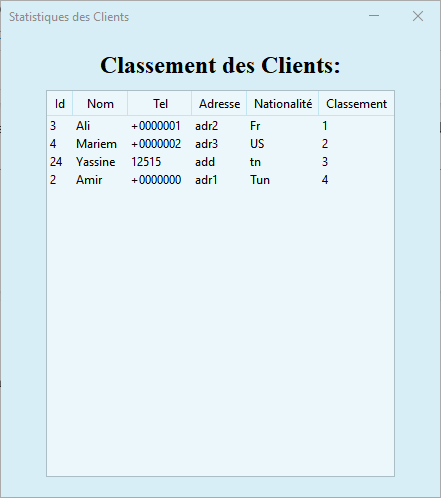 Statistiques des Clients
Classement des Clients:
Id Nom Tel Adresse Nationalité Classement
3 Ali +0000001 adr2 Fr 1
4 Mariem +0000002 adr3 US 2
24 Yassine 12515 add tn 3
2 Amir +0000000 adr1 Tun 4